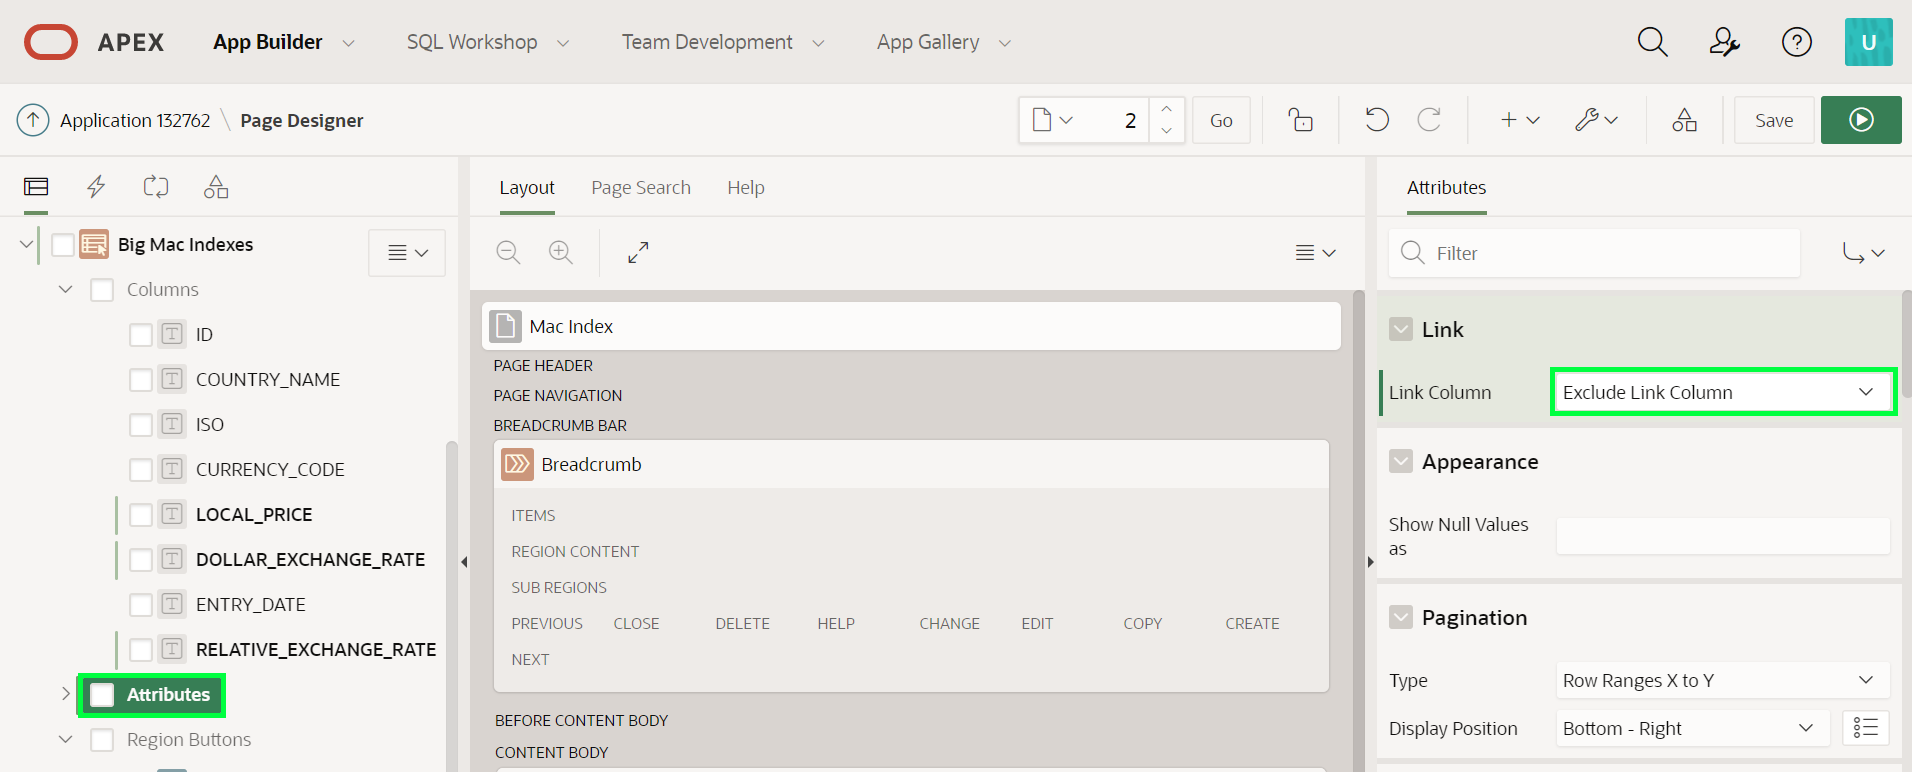 APEX App Builder SQL Workshop Team Development App Gallery U
Application 132762 \ Page Designer 2 Go Save
Layout Page Search Help
Attributes
Big Mac Indexes
Columns
ID
COUNTRY_NAME
ISO
CURRENCY_CODE
LOCAL_PRICE
DOLLAR_EXCHANGE_RATE
ENTRY_DATE
RELATIVE_EXCHANGE_RATE
Attributes
Region Buttons
Mac Index
PAGE HEADER
PAGE NAVIGATION
BREADCRUMB BAR
Breadcrumb
ITEMS
REGION CONTENT
SUB REGIONS
PREVIOUS CLOSE DELETE HELP CHANGE EDIT COPY CREATE
NEXT
BEFORE CONTENT BODY
CONTENT BODY
Filter
Link
Link Column Exclude Link Column
Appearance
Show Null Values
as
Pagination
Type Row Ranges X to Y
Display Position Bottom - Right